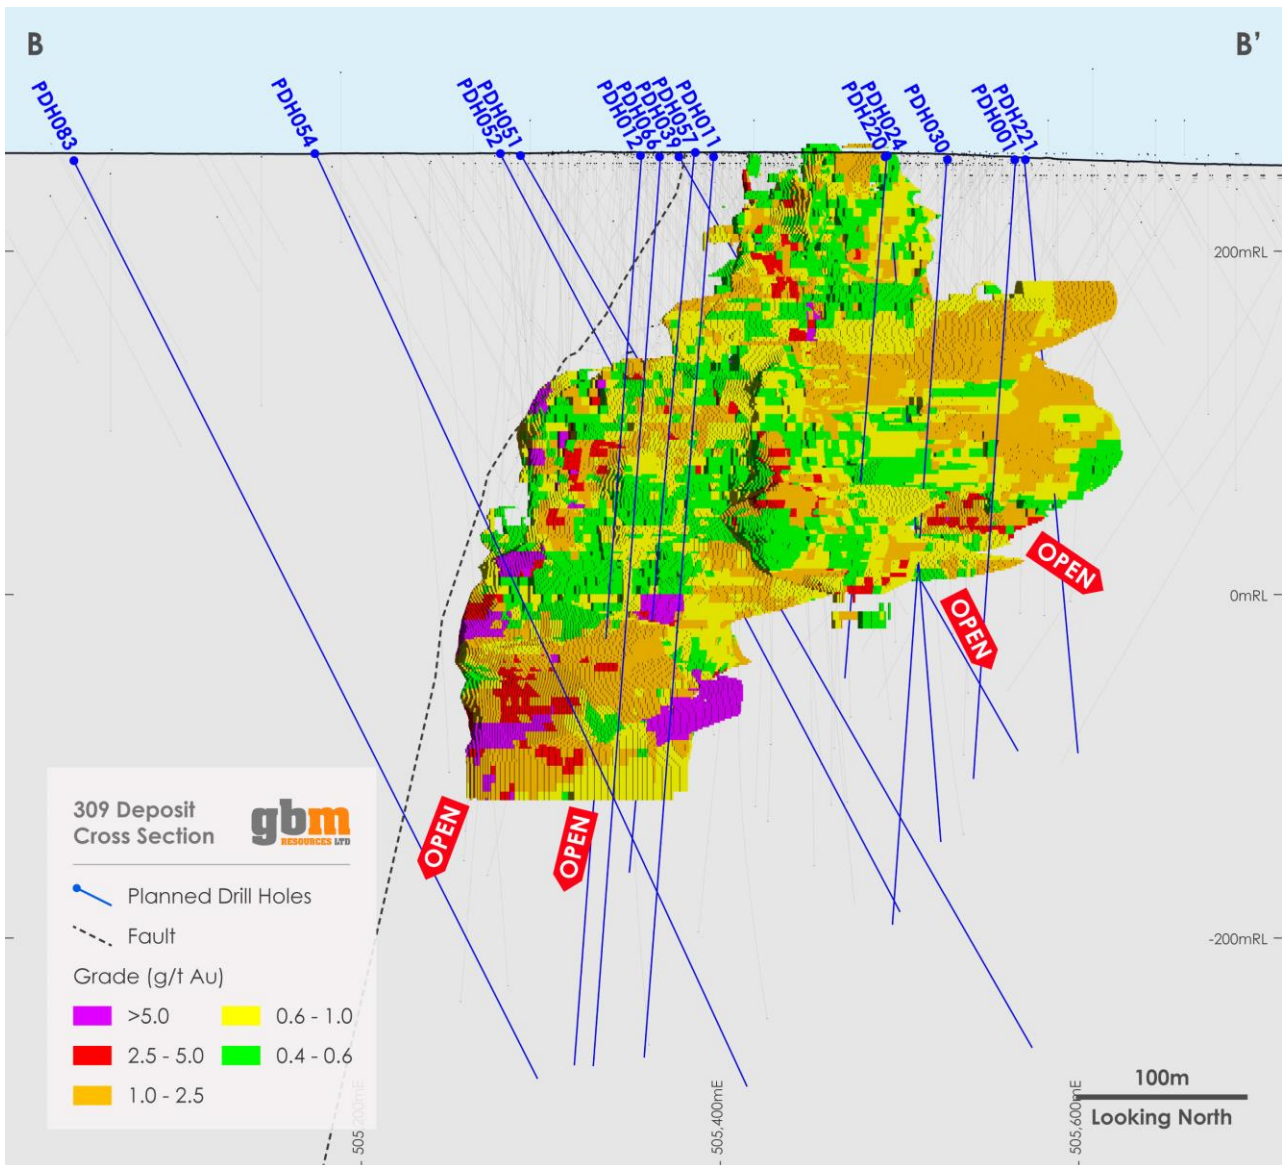 B
B'
PDH083
PDH054
PDH052
PDH051
PDH012
PDH066
PDH039
PDH057
PDH011
PDH220
PDH024
PDH030
PDH001
PDH221
200mRL
0mRL
-200mRL
OPEN
OPEN
OPEN
OPEN
309 Deposit
Cross Section
gbm
RESOURCES LTD
Planned Drill Holes
Fault
Grade (g/t Au)
>5.0
0.6 - 1.0
2.5 - 5.0
0.4 - 0.6
1.0 - 2.5
505,200mE
505,400mE
505,600mE
100m
Looking North